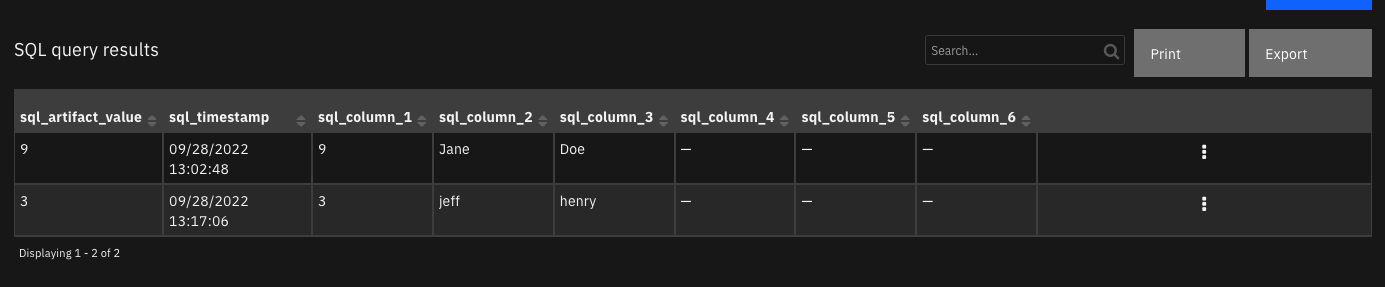 SQL query results
Search...
Print
Export
sql_artifact_value sql_timestamp sql_column_1 sql_column_2 sql_column_3 sql_column_4 sql_column_5 sql_column_6
9 09/28/2022 9 Jane Doe — — —
13:02:48
3 09/28/2022 3 jeff henry — — —
13:17:06
Displaying 1 - 2 of 2